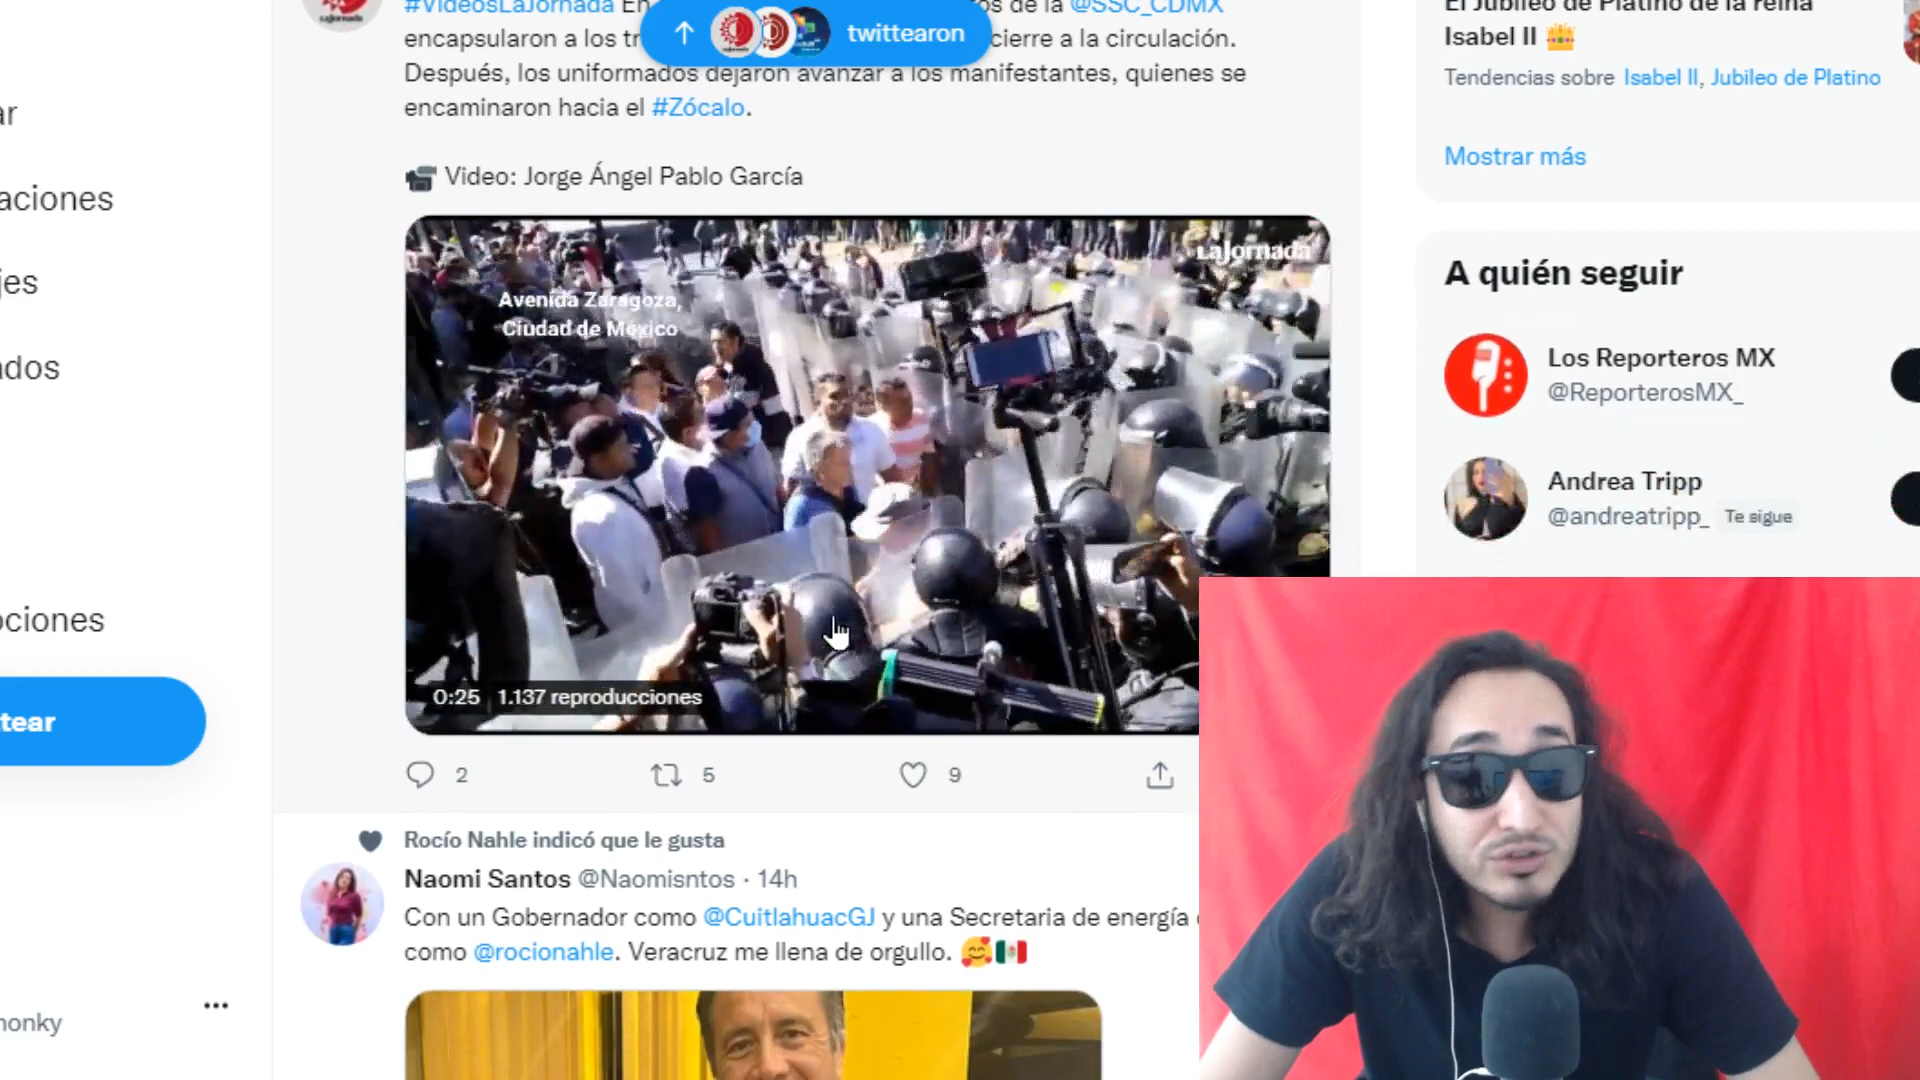 #VideosLaJornada En
os de la @SSC_CDMX
twittearon
encapsularon a los tr
cierre a la circulación.
Después, los uniformados dejaron avanzar a los manifestantes, quienes se
encaminaron hacia el #Zócalo.
Video: Jorge Ángel Pablo García
LaJornada
Avenida Zaragoza,
Ciudad de México
0:25 1.137 reproducciones
2 5 9
Rocío Nahle indicó que le gusta
Naomi Santos @Naomisntos · 14h
Con un Gobernador como @CuitlahuacGJ y una Secretaria de energía
como @rocionahle. Veracruz me llena de orgullo.
ar
aciones
jes
ados
ociones
tear
honky
El Jubileo de Platino de la reina
Isabel II
Tendencias sobre Isabel II, Jubileo de Platino
Mostrar más
A quién seguir
Los Reporteros MX
@ReporterosMX_
Andrea Tripp
@andreatripp_ Te sigue